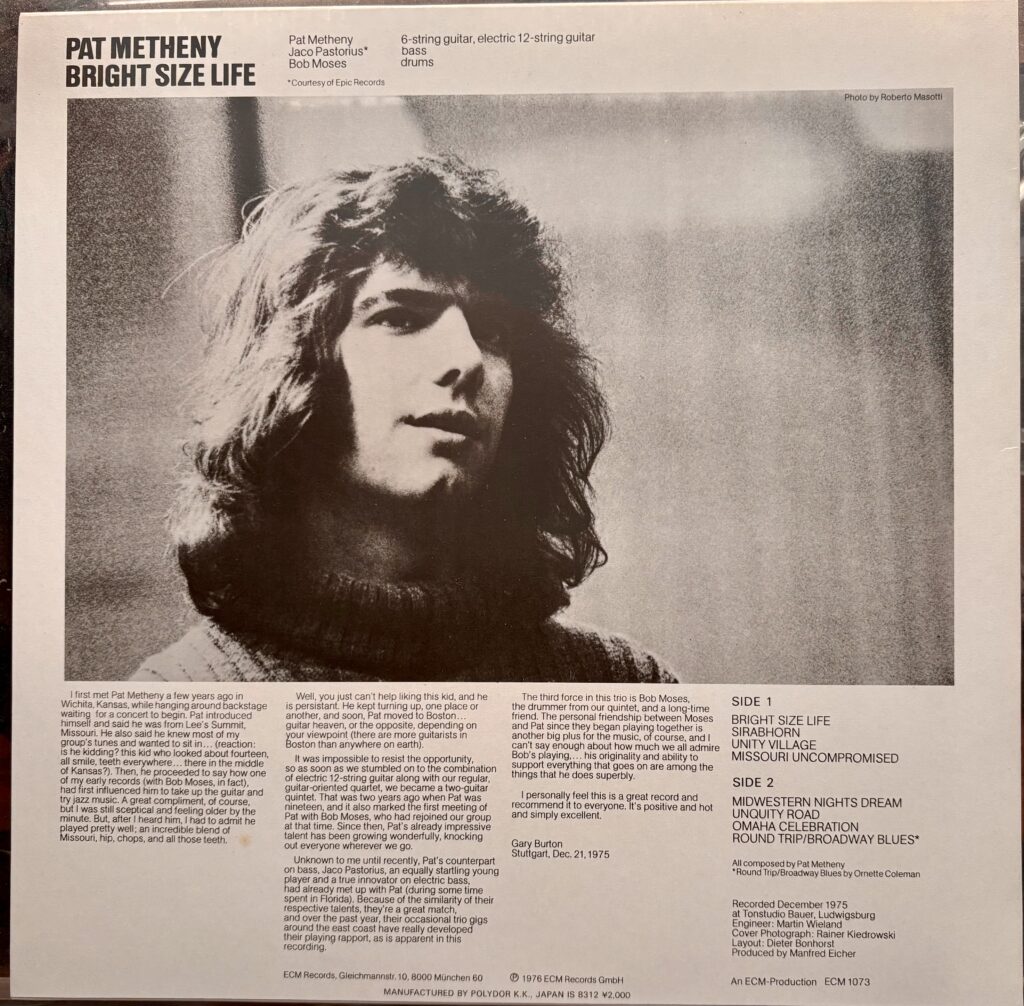 PAT METHENY
BRIGHT SIZE LIFE
Pat Metheny 6-string guitar, electric 12-string guitar
Jaco Pastorius* bass
Bob Moses drums
*Courtesy of Epic Records
Photo by Roberto Masotti
I first met Pat Metheny a few years ago in
Wichita, Kansas, while hanging around backstage
waiting for a concert to begin. Pat introduced
himself and said he was from Lee's Summit,
Missouri. He also said he knew most of my
group's tunes and wanted to sit in... (reaction:
is he kidding? this kid who looked about fourteen,
all smile, teeth everywhere... there in the middle
of Kansas?). Then, he proceeded to say how one
of my early records (with Bob Moses, in fact),
had first influenced him to take up the guitar and
try jazz music. A great compliment, of course,
but I was still sceptical and feeling older by the
minute. But, after I heard him, I had to admit he
played pretty well; an incredible blend of
Missouri, hip, chops, and all those teeth.
Well, you just can't help liking this kid, and he
is persistant. He kept turning up, one place or
another, and soon, Pat moved to Boston...
guitar heaven, or the opposite, depending on
your viewpoint (there are more guitarists in
Boston than anywhere on earth).
It was impossible to resist the opportunity,
so as soon as we stumbled on to the combination
of electric 12-string guitar along with our regular,
guitar-oriented quartet, we became a two-guitar
quintet. That was two years ago when Pat was
nineteen, and it also marked the first meeting of
Pat with Bob Moses, who had rejoined our group
at that time. Since then, Pat's already impressive
talent has been growing wonderfully, knocking
out everyone wherever we go.
Unknown to me until recently, Pat's counterpart
on bass, Jaco Pastorius, an equally startling young
player and a true innovator on electric bass,
had already met up with Pat (during some time
spent in Florida). Because of the similarity of their
respective talents, they're a great match,
and over the past year, their occasional trio gigs
around the east coast have really developed
their playing rapport, as is apparent in this
recording.
The third force in this trio is Bob Moses,
the drummer from our quintet, and a long-time
friend. The personal friendship between Moses
and Pat since they began playing together is
another big plus for the music, of course, and I
can't say enough about how much we all admire
Bob's playing,... his originality and ability to
support everything that goes on are among the
things that he does superbly.
I personally feel this is a great record and
recommend it to everyone. It's positive and hot
and simply excellent.
Gary Burton
Stuttgart, Dec. 21, 1975
SIDE 1
BRIGHT SIZE LIFE
SIRABHORN
UNITY VILLAGE
MISSOURI UNCOMPROMISED
SIDE 2
MIDWESTERN NIGHTS DREAM
UNQUITY ROAD
OMAHA CELEBRATION
ROUND TRIP/BROADWAY BLUES*
All composed by Pat Metheny
*Round Trip/Broadway Blues by Ornette Coleman
Recorded December 1975
at Tonstudio Bauer, Ludwigsburg
Engineer: Martin Wieland
Cover Photograph: Rainer Kiedrowski
Layout: Dieter Bonhorst
Produced by Manfred Eicher
ECM Records, Gleichmannstr. 10, 8000 München 60 ℗ 1976 ECM Records GmbH
An ECM-Production ECM 1073
MANUFACTURED BY POLYDOR K.K., JAPAN IS 8312 ¥2,000